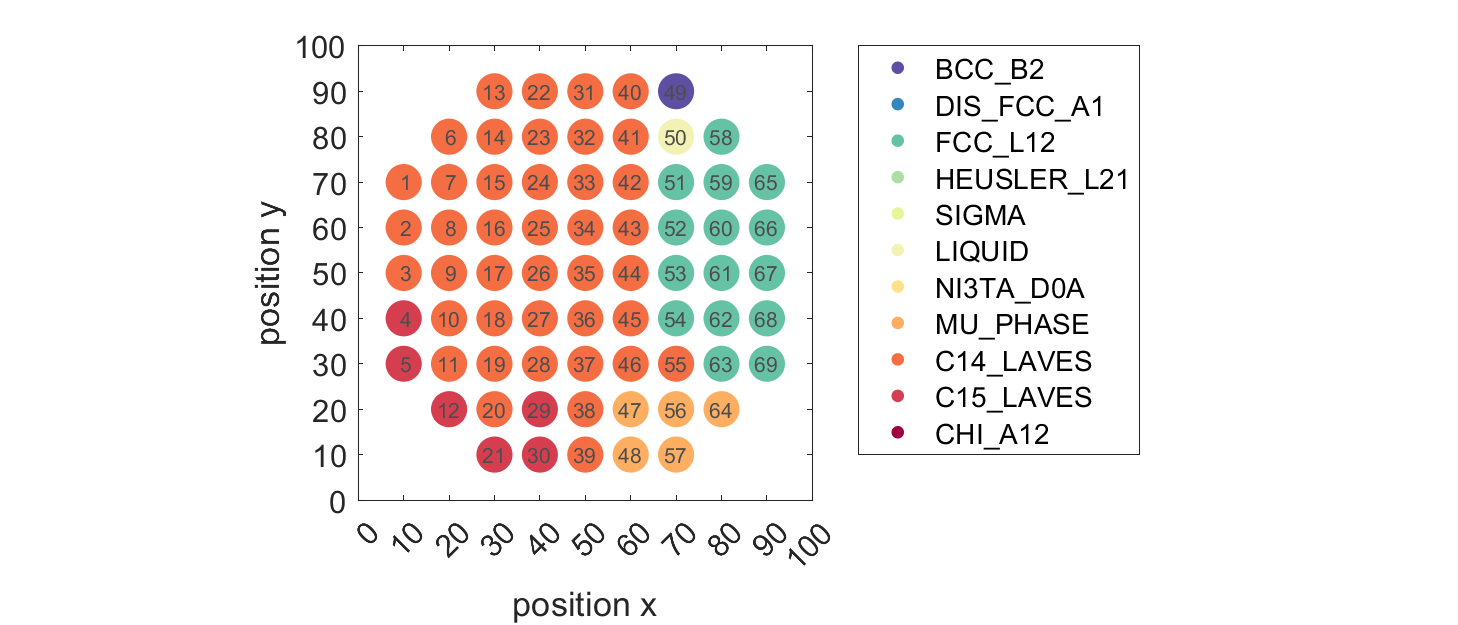 100
90 13 22 31 40 49
80 6 14 23 32 41 50 58
70 1 7 15 24 33 42 51 59 65
60 2 8 16 25 34 43 52 60 66
50 3 9 17 26 35 44 53 61 67
40 4 10 18 27 36 45 54 62 68
30 5 11 19 28 37 46 55 63 69
20 12 20 29 38 47 56 64
10 21 30 39 48 57
0
0 10 20 30 40 50 60 70 80 90 100
position x
position y
BCC_B2
DIS_FCC_A1
FCC_L12
HEUSLER_L21
SIGMA
LIQUID
NI3TA_D0A
MU_PHASE
C14_LAVES
C15_LAVES
CHI_A12